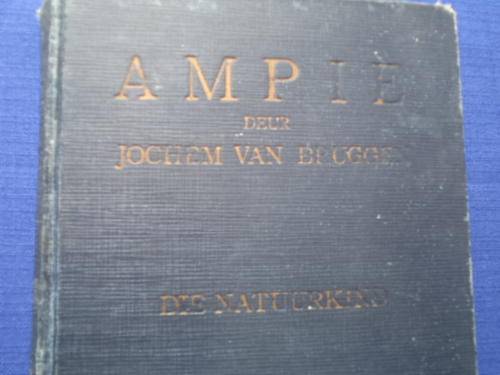 AMPIE
DEUR
JOCHEM VAN BRUGGEN
DIE NATUURKIND